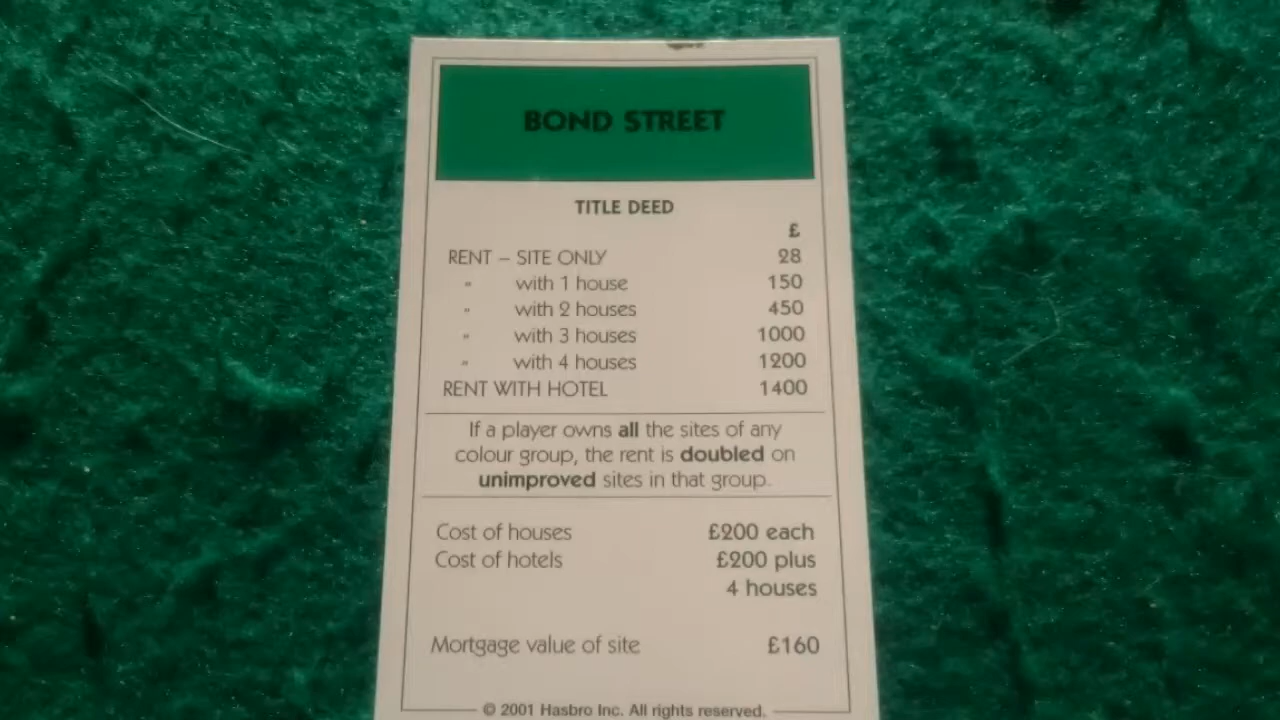 BOND STREET
TITLE DEED
£
RENT – SITE ONLY 28
" with 1 house 150
" with 2 houses 450
" with 3 houses 1000
" with 4 houses 1200
RENT WITH HOTEL 1400
If a player owns all the sites of any
colour group, the rent is doubled on
unimproved sites in that group.
Cost of houses £200 each
Cost of hotels £200 plus
4 houses
Mortgage value of site £160
© 2001 Hasbro Inc. All rights reserved.